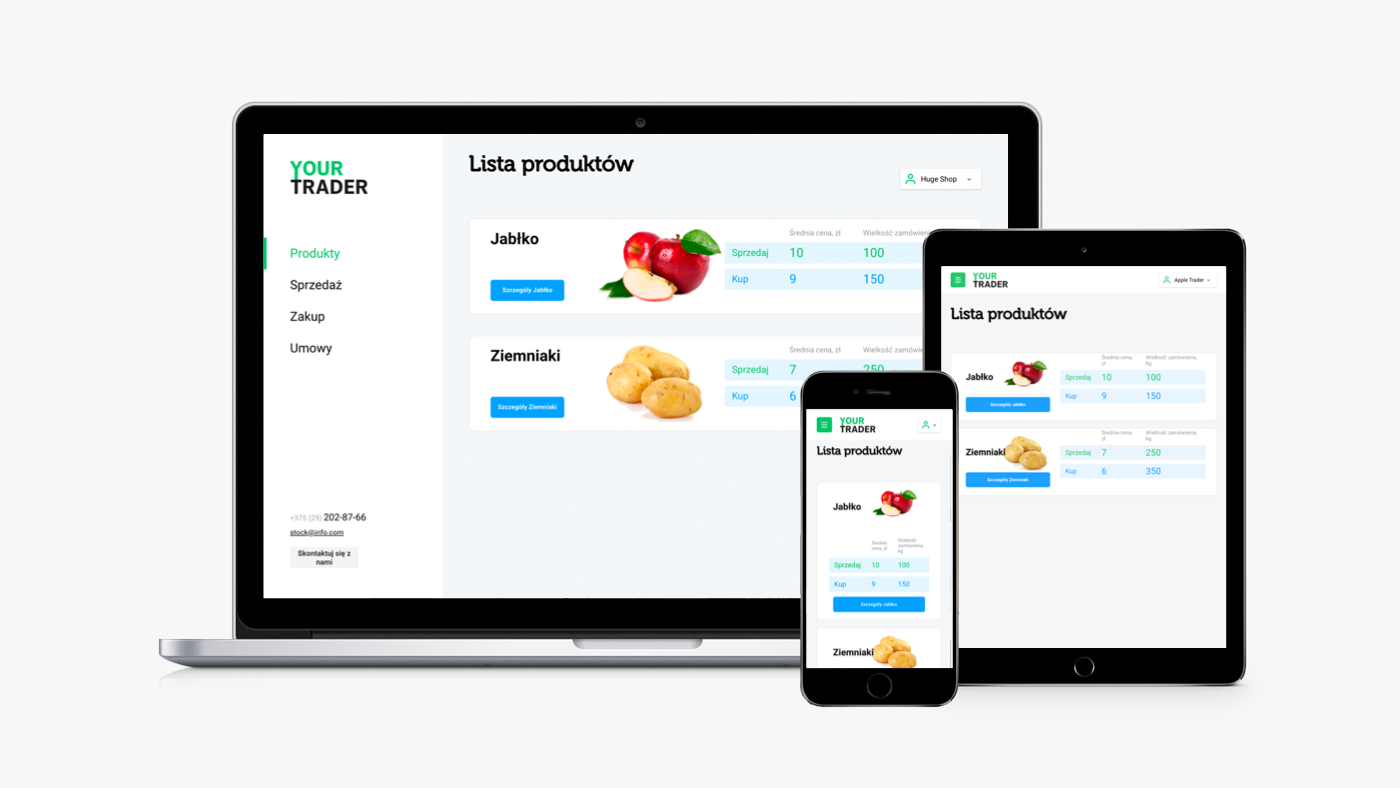 YOUR
TRADER
Produkty
Sprzedaż
Zakup
Umowy
+375 (29) 202-87-66
stock@info.com
Skontaktuj się z
nami
Lista produktów
Huge Shop
Jabłko
Szczegóły Jabłko
Średnia cena, zł Wielkość zamówien
Sprzedaj 10 100
Kup 9 150
Ziemniaki
Szczegóły Ziemniaki
Średnia cena, zł Wielkość zamówie
Sprzedaj 7 250
Kup 6
YOUR
TRADER
Lista produktów
Jabłko
Średnia
cena, zł
Wielkość
zamówienia,
kg
Sprzedaj 10 100
Kup 9 150
Szczegóły Jabłko
Ziemniaki
YOUR
TRADER
Apple Trader
Lista produktów
Jabłko
Szczegóły Jabłko
Średnia cena,
zł
Wielkość zamówienia,
kg
Sprzedaj 10 100
Kup 9 150
Ziemniaki
Szczegóły Ziemniaki
Średnia cena,
zł
Wielkość zamówienia,
kg
Sprzedaj 7 250
Kup 6 350